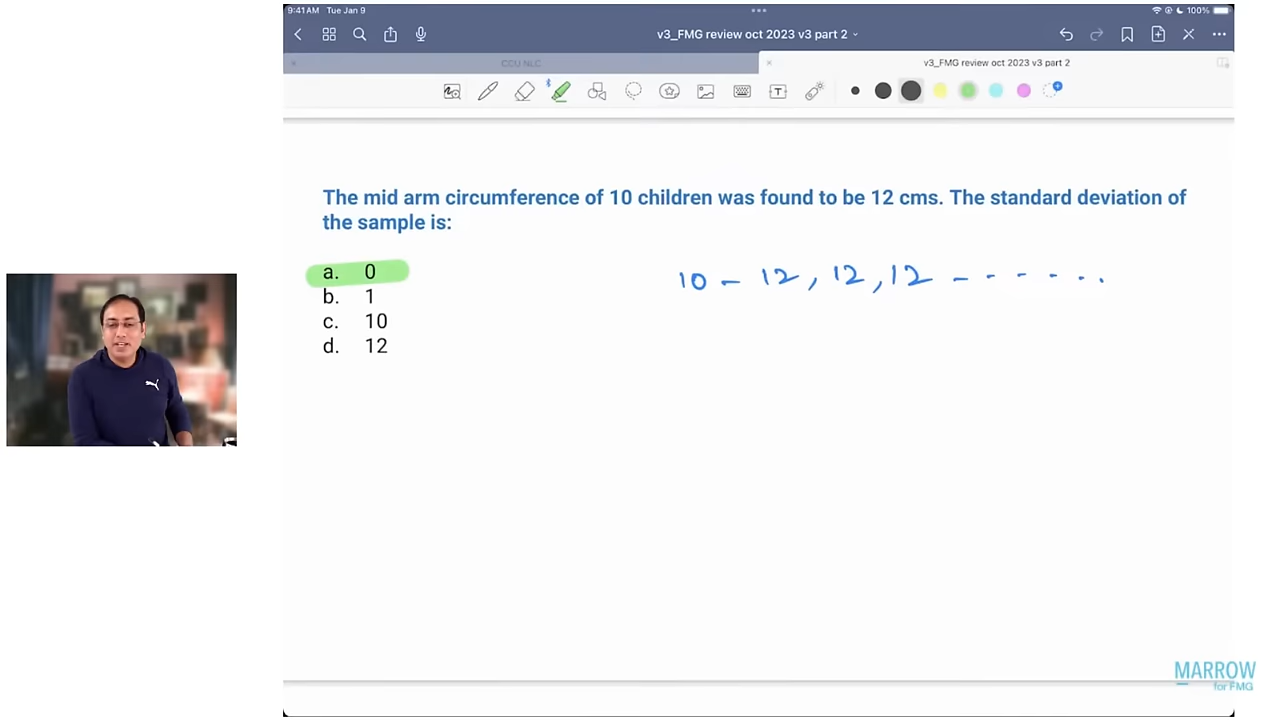 9:41 AM Tue Jan 9
100%
v3_FMG review oct 2023 v3 part 2
CCU NLC
v3_FMG review oct 2023 v3 part 2
The mid arm circumference of 10 children was found to be 12 cms. The standard deviation of
the sample is:
a. 0
b. 1
c. 10
d. 12
10 - 12, 12, 12 - - - - - . .
MARROW
for FMG